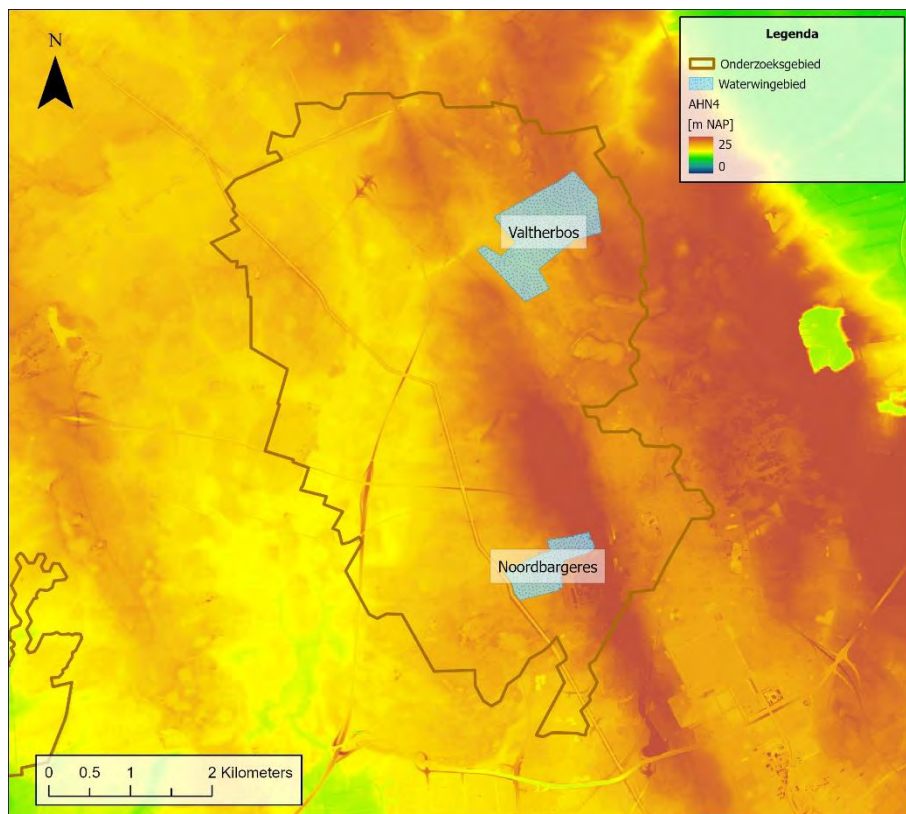 N
Legenda
Onderzoeksgebied
Waterwingebied
AHN4
[m NAP]
25
0
Valtherbos
Noordbargeres
0 0.5 1 2 Kilometers